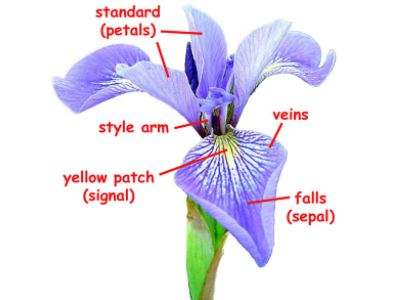 standard
(petals)
style arm
veins
yellow patch
(signal)
falls
(sepal)